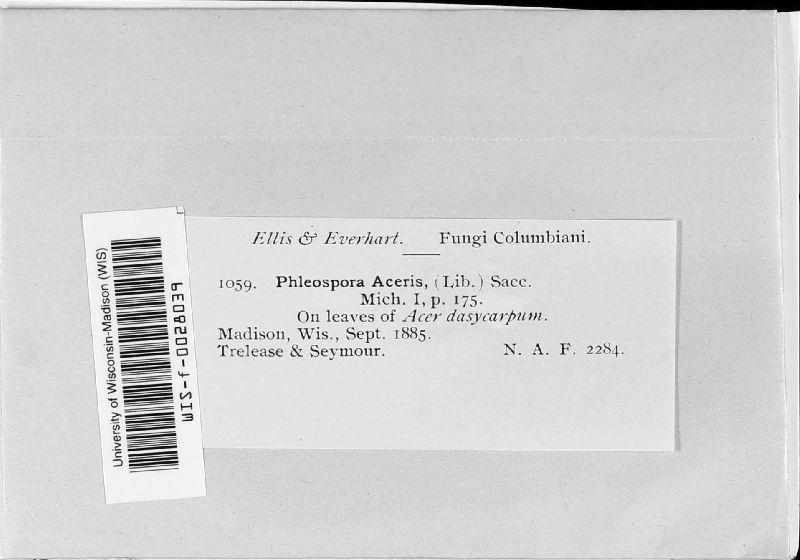 Ellis & Everhart. Fungi Columbiani.
1059. Phleospora Aceris, (Lib.) Sacc.
Mich. I, p. 175.
On leaves of Acer dasycarpum.
Madison, Wis., Sept. 1885.
Trelease & Seymour. N. A. F. 2284.
University of Wisconsin-Madison (WIS)
WIS-f-0028039